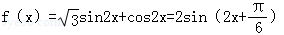 f（x）=√3sin2x+cos2x=2sin（2x+π/6）